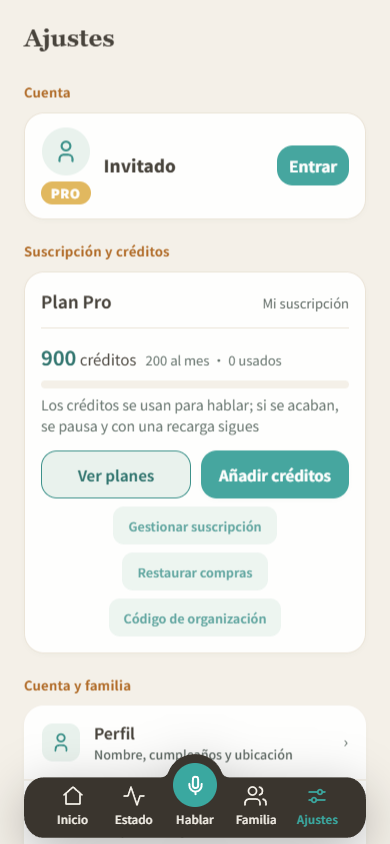 Ajustes
Cuenta
Invitado
PRO
Entrar
Suscripción y créditos
Plan Pro
Mi suscripción
900 créditos 200 al mes · 0 usados
Los créditos se usan para hablar; si se acaban,
se pausa y con una recarga sigues
Ver planes
Añadir créditos
Gestionar suscripción
Restaurar compras
Código de organización
Cuenta y familia
Perfil
Nombre, cumpleaños y ubicación
Inicio
Estado
Hablar
Familia
Ajustes